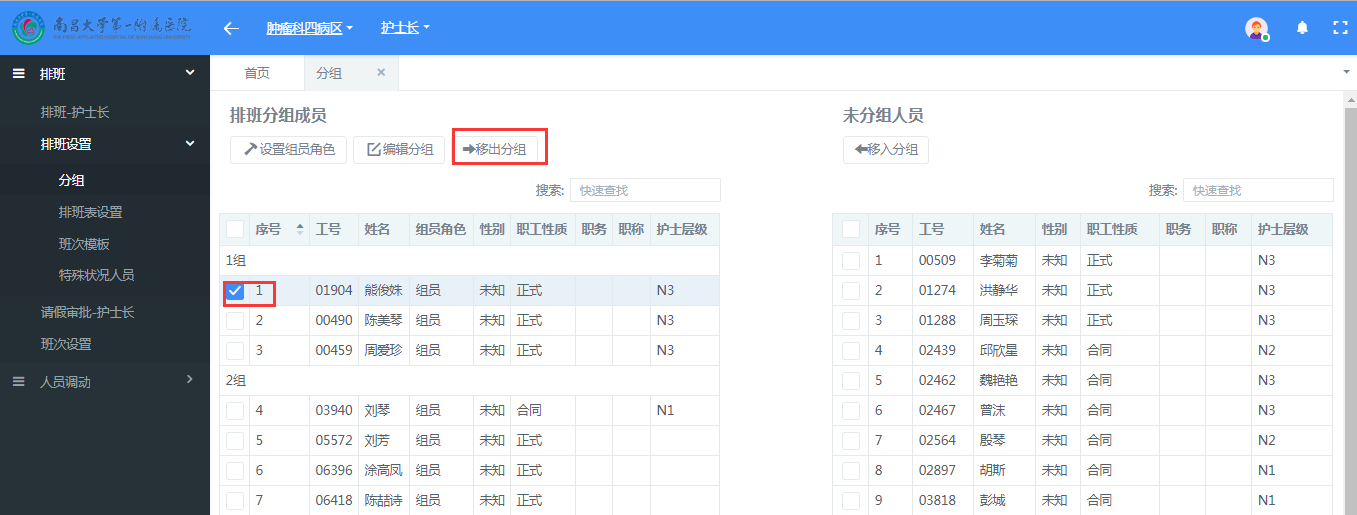 南昌大学第一附属医院 肿瘤科四病区 护士长
排班
排班-护士长
排班设置
分组
排班表设置
班次模板
特殊状况人员
请假审批-护士长
班次设置
人员调动
首页 分组 ×
排班分组成员
设置组员角色 编辑分组 移出分组
搜索: 快速查找
序号 工号 姓名 组员角色 性别 职工性质 职务 职称 护士层级
1组
1 01904 熊俊姝 组员 未知 正式 N3
2 00490 陈美琴 组员 未知 正式 N3
3 00459 周爱珍 组员 未知 正式 N3
2组
4 03940 刘琴 组员 未知 合同 N1
5 05572 刘芳 组员 未知 正式
6 06396 涂高凤 组员 未知 正式
7 06418 陈喆诗 组员 未知 正式
未分组人员
移入分组
搜索: 快速查找
序号 工号 姓名 性别 职工性质 职务 职称 护士层级
1 00509 李菊菊 未知 正式 N3
2 01274 洪静华 未知 正式 N3
3 01288 周玉琛 未知 正式 N3
4 02439 邱欣星 未知 合同 N2
5 02462 魏艳艳 未知 合同 N3
6 02467 曾沫 未知 合同 N3
7 02564 殷琴 未知 合同 N2
8 02897 胡斯 未知 合同 N1
9 03818 彭城 未知 合同 N1